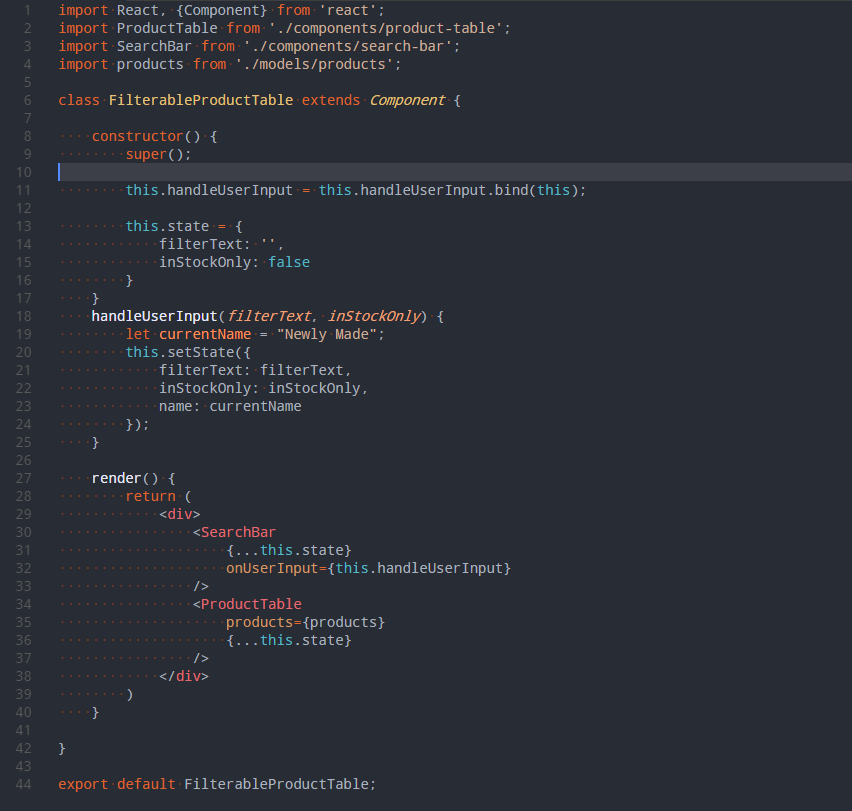 1 import React, {Component} from 'react';
2 import ProductTable from './components/product-table';
3 import SearchBar from './components/search-bar';
4 import products from './models/products';
5
6 class FilterableProductTable extends Component {
7
8     constructor() {
9         super();
10
11         this.handleUserInput = this.handleUserInput.bind(this);
12
13         this.state = {
14             filterText: '',
15             inStockOnly: false
16         }
17     }
18     handleUserInput(filterText, inStockOnly) {
19         let currentName = "Newly Made";
20         this.setState({
21             filterText: filterText,
22             inStockOnly: inStockOnly,
23             name: currentName
24         });
25     }
26
27     render() {
28         return (
29             <div>
30                 <SearchBar
31                     {...this.state}
32                     onUserInput={this.handleUserInput}
33                 />
34                 <ProductTable
35                     products={products}
36                     {...this.state}
37                 />
38             </div>
39         )
40     }
41
42 }
43
44 export default FilterableProductTable;